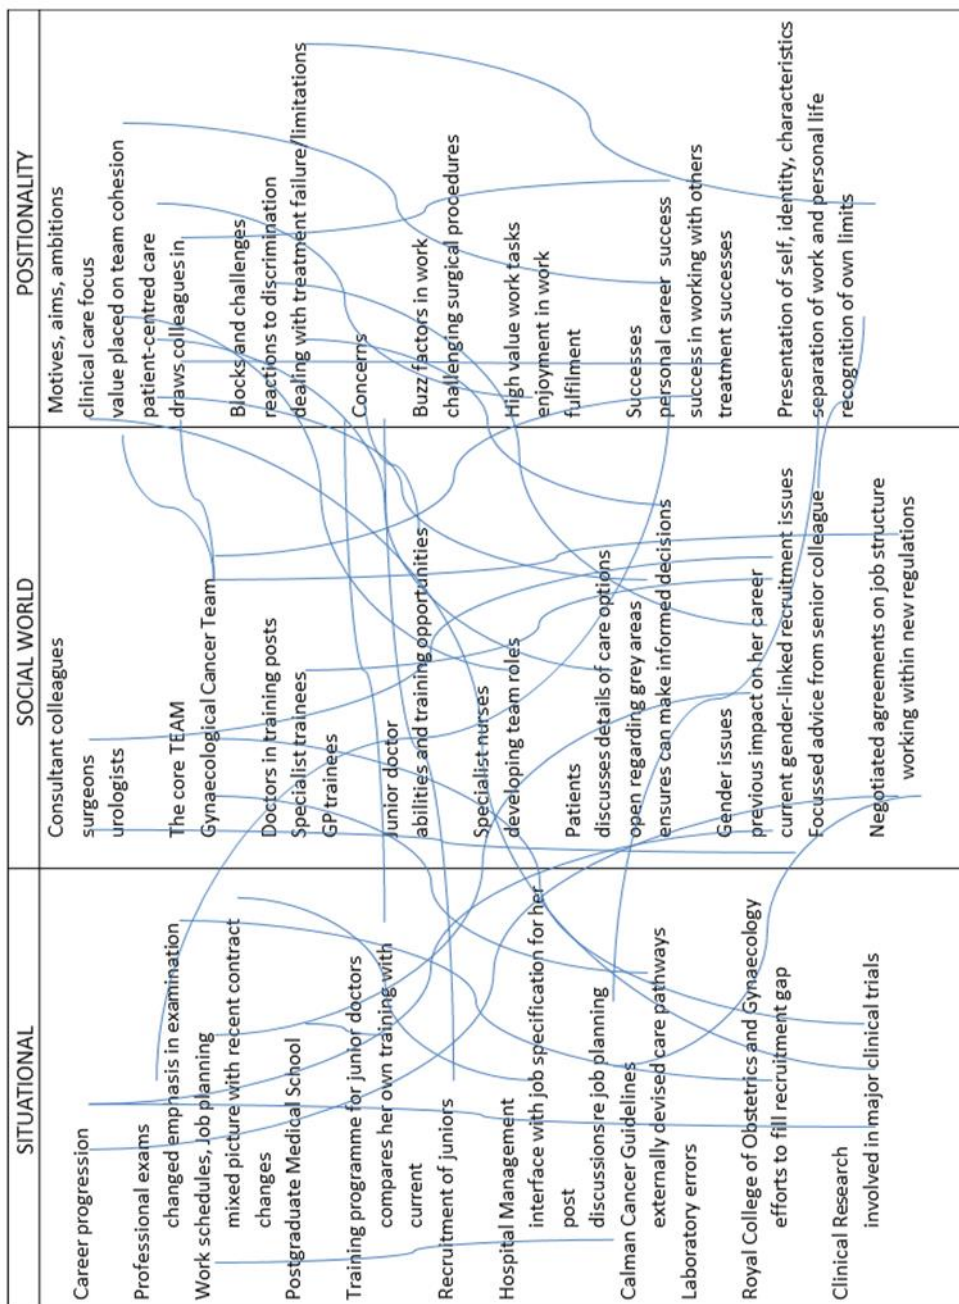 SITUATIONAL
Career progression
Professional exams
changed emphasis in examination
Work schedules, Job planning
mixed picture with recent contract
changes
Postgraduate Medical School
Training programme for junior doctors
compares her own training with
current
Recruitment of juniors
Hospital Management
interface with job specification for her
post
discussions re job planning
Calman Cancer Guidelines
externally devised care pathways
Laboratory errors
Royal College of Obstetrics and Gynaecology
efforts to fill recruitment gap
Clinical Research
involved in major clinical trials
SOCIAL WORLD
Consultant colleagues
surgeons
urologists
The core TEAM
Gynaecological Cancer Team
Doctors in training posts
Specialist trainees
GP trainees
Junior doctor
abilities and training opportunities
Specialist nurses
developing team roles
Patients
discusses details of care options
open regarding grey areas
ensures can make informed decisions
Gender issues
previous impact on her career
current gender-linked recruitment issues
Focussed advice from senior colleague
Negotiated agreements on job structure
working within new regulations
POSITIONALITY
Motives, aims, ambitions
clinical care focus
value placed on team cohesion
patient-centred care
draws colleagues in
Blocks and challenges
reactions to discrimination
dealing with treatment failure/limitations
Concerns
Buzz factors in work
challenging surgical procedures
High value work tasks
enjoyment in work
fulfilment
Successes
personal career success
success in working with others
treatment successes
Presentation of self, identity, characteristics
separation of work and personal life
recognition of own limits